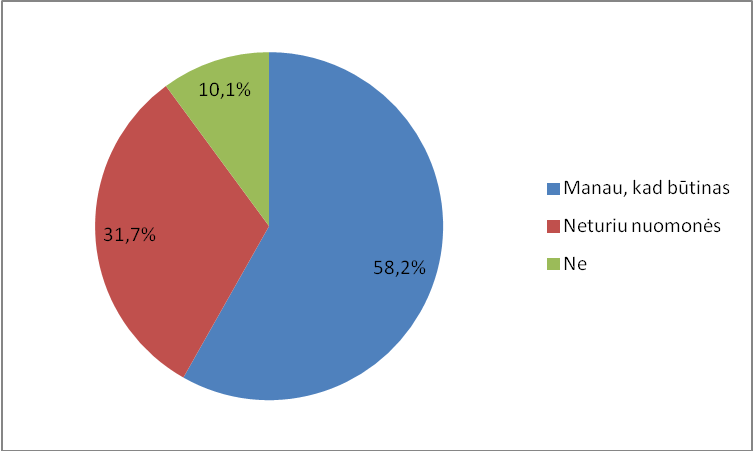 10,1%
Manau, kad būtinas
Neturiu nuomonės
31,7%
Ne
58,2%